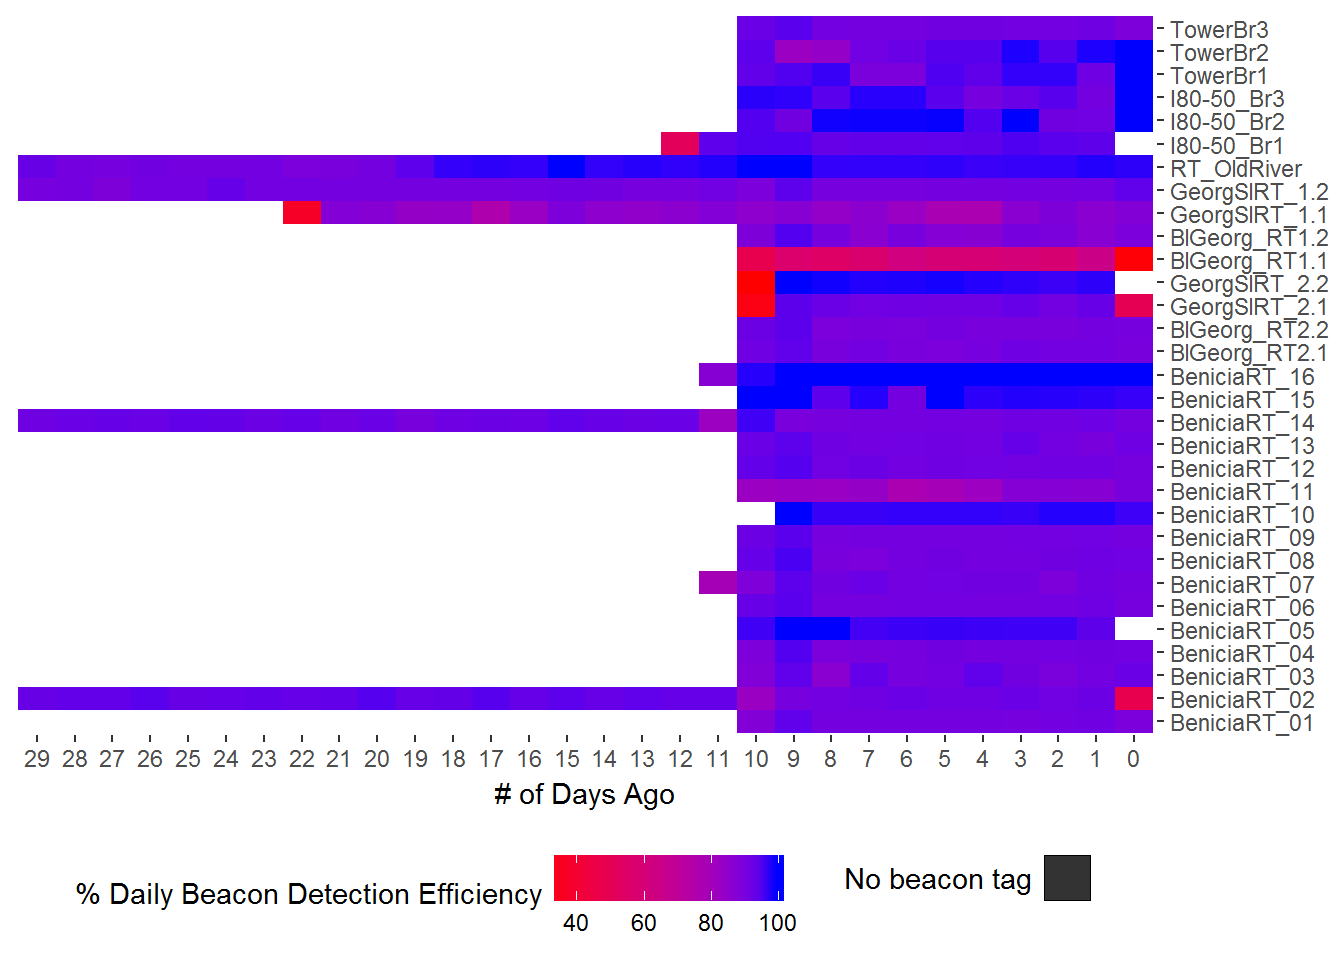 TowerBr3
TowerBr2
TowerBr1
I80-50_Br3
I80-50_Br2
I80-50_Br1
RT_OldRiver
GeorgSlRT_1.2
GeorgSlRT_1.1
BlGeorg_RT1.2
BlGeorg_RT1.1
GeorgSlRT_2.2
GeorgSlRT_2.1
BlGeorg_RT2.2
BlGeorg_RT2.1
BeniciaRT_16
BeniciaRT_15
BeniciaRT_14
BeniciaRT_13
BeniciaRT_12
BeniciaRT_11
BeniciaRT_10
BeniciaRT_09
BeniciaRT_08
BeniciaRT_07
BeniciaRT_06
BeniciaRT_05
BeniciaRT_04
BeniciaRT_03
BeniciaRT_02
BeniciaRT_01
29 28 27 26 25 24 23 22 21 20 19 18 17 16 15 14 13 12 11 10 9 8 7 6 5 4 3 2 1 0
# of Days Ago
% Daily Beacon Detection Efficiency
40 60 80 100
No beacon tag